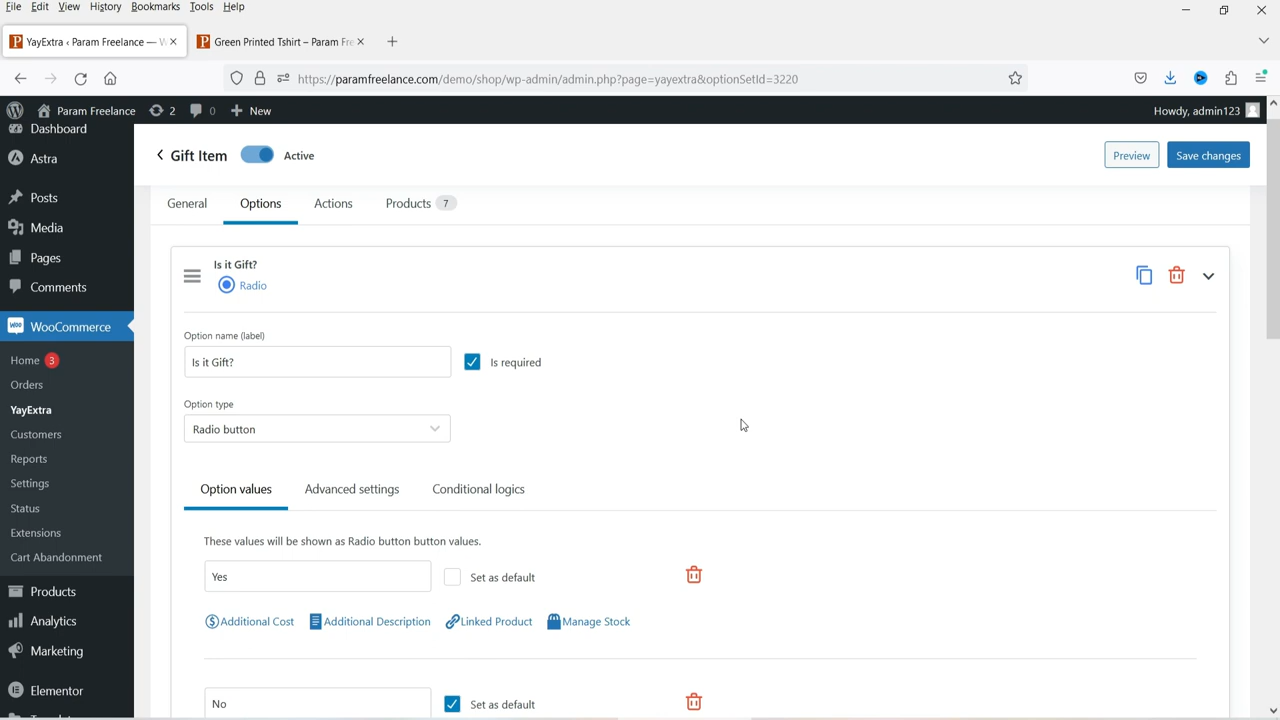 File Edit View History Bookmarks Tools Help
YayExtra ‹ Param Freelance — W
Green Printed Tshirt – Param Fre
https://paramfreelance.com/demo/shop/wp-admin/admin.php?page=yayextra&optionSetId=3220
Param Freelance 2 0 New Howdy, admin123
Dashboard
Astra
Posts
Media
Pages
Comments
WooCommerce
Home 3
Orders
YayExtra
Customers
Reports
Settings
Status
Extensions
Cart Abandonment
Products
Analytics
Marketing
Elementor
Gift Item Active Preview Save changes
General Options Actions Products 7
Is it Gift?
Radio
Option name (label)
Is it Gift? Is required
Option type
Radio button
Option values Advanced settings Conditional logics
These values will be shown as Radio button button values.
Yes Set as default
Additional Cost Additional Description Linked Product Manage Stock
No Set as default